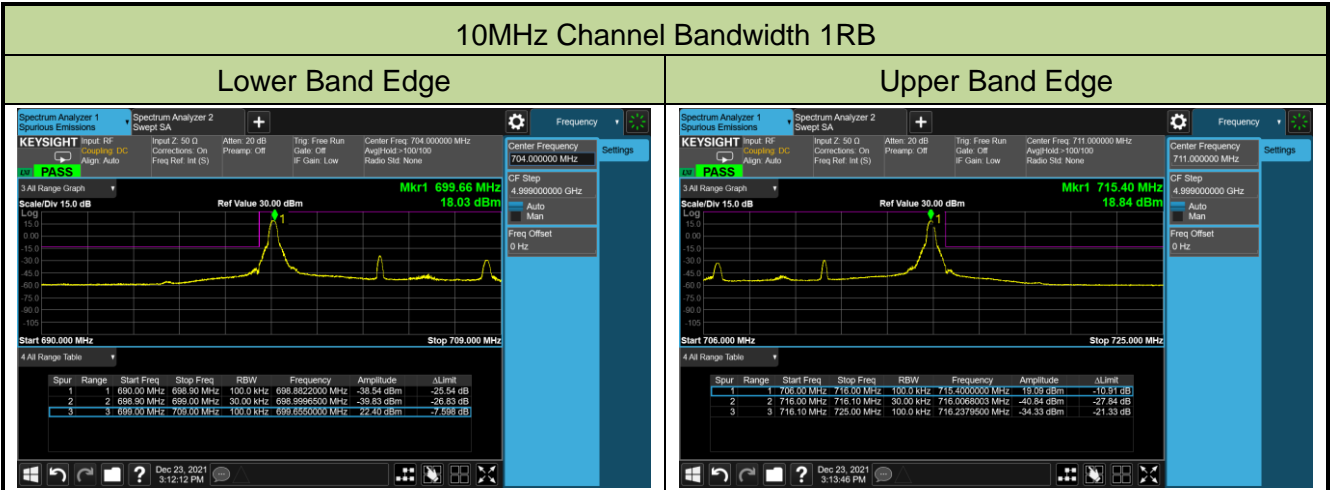 10MHz Channel Bandwidth 1RB
Lower Band Edge
Upper Band Edge
Spectrum Analyzer 1
Spurious Emissions
Spectrum Analyzer 2
Swept SA
Frequency
KEYSIGHT Input: RF
Coupling: DC
Align: Auto
Input Z: 50 Ω
Corrections: On
Freq Ref: Int (S)
Atten: 20 dB
Preamp: Off
Trig: Free Run
Gate: Off
IF Gain: Low
Center Freq: 704.000000 MHz
Avg|Hold:>100/100
Radio Std: None
PASS
3 All Range Graph
Mkr1 699.66 MHz
18.03 dBm
Scale/Div 15.0 dB
Ref Value 30.00 dBm
Log
15.0
0.00
-15.0
-30.0
-45.0
-60.0
-75.0
-90.0
-105
1
Start 690.000 MHz
Stop 709.000 MHz
4 All Range Table
Spur Range Start Freq Stop Freq RBW Frequency Amplitude ΔLimit
1 1 690.00 MHz 698.90 MHz 100.0 kHz 698.8822000 MHz -38.54 dBm -25.54 dB
2 2 698.90 MHz 699.00 MHz 30.00 kHz 698.9996500 MHz -39.83 dBm -26.83 dB
3 3 699.00 MHz 709.00 MHz 100.0 kHz 699.6550000 MHz 22.40 dBm -7.598 dB
Center Frequency
704.000000 MHz
Settings
CF Step
4.999000000 GHz
Auto
Man
Freq Offset
0 Hz
?
Dec 23, 2021
3:12:12 PM
Spectrum Analyzer 1
Spurious Emissions
Spectrum Analyzer 2
Swept SA
Frequency
KEYSIGHT Input: RF
Coupling: DC
Align: Auto
Input Z: 50 Ω
Corrections: On
Freq Ref: Int (S)
Atten: 20 dB
Preamp: Off
Trig: Free Run
Gate: Off
IF Gain: Low
Center Freq: 711.000000 MHz
Avg|Hold:>100/100
Radio Std: None
PASS
3 All Range Graph
Mkr1 715.40 MHz
18.84 dBm
Scale/Div 15.0 dB
Ref Value 30.00 dBm
Log
15.0
0.00
-15.0
-30.0
-45.0
-60.0
-75.0
-90.0
-105
1
Start 706.000 MHz
Stop 725.000 MHz
4 All Range Table
Spur Range Start Freq Stop Freq RBW Frequency Amplitude ΔLimit
1 1 706.00 MHz 716.00 MHz 100.0 kHz 715.4000000 MHz 19.09 dBm -10.91 dB
2 2 716.00 MHz 716.10 MHz 30.00 kHz 716.0068003 MHz -40.84 dBm -27.84 dB
3 3 716.10 MHz 725.00 MHz 100.0 kHz 716.2379500 MHz -34.33 dBm -21.33 dB
Center Frequency
711.000000 MHz
Settings
CF Step
4.999000000 GHz
Auto
Man
Freq Offset
0 Hz
?
Dec 23, 2021
3:13:46 PM